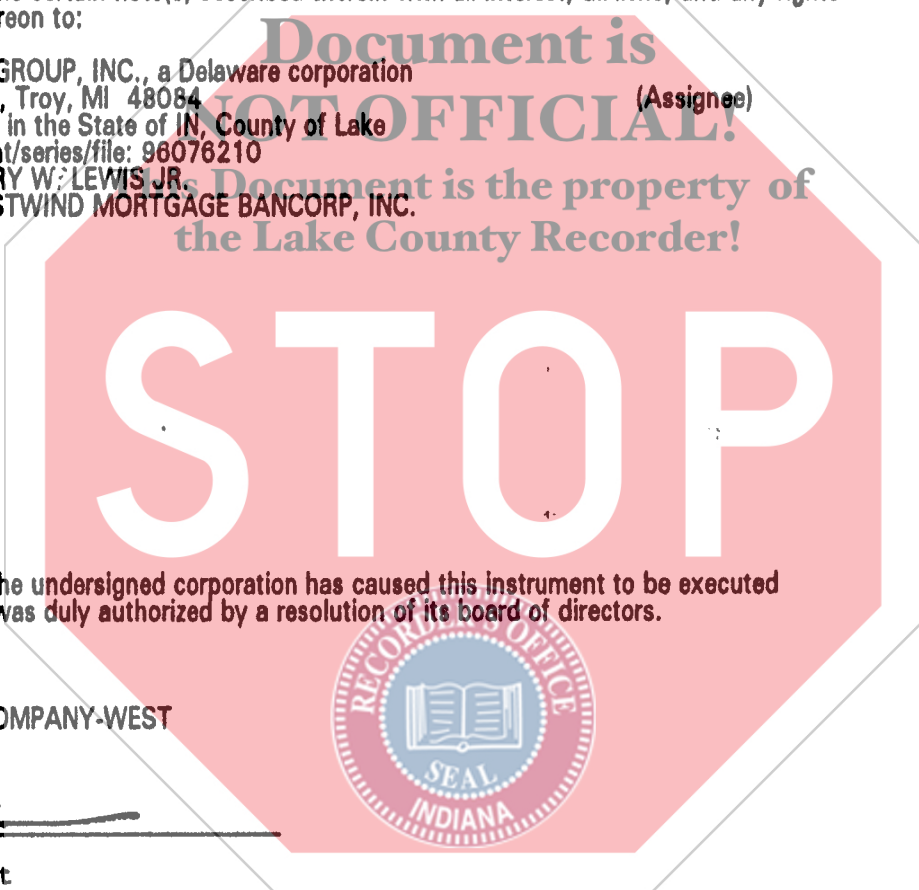 Document is
reon to:
GROUP, INC., a Delaware corporation
, Troy, MI 48084 (Assignee)
NOT OFFICIAL!
in the State of IN, County of Lake
t/series/file: 96076210
RY W. LEWIS JR.
This Document is the property of
STWIND MORTGAGE BANCORP, INC.
the Lake County Recorder!
STOP
he undersigned corporation has caused this instrument to be executed
was duly authorized by a resolution of its board of directors.
RECORDER'S OFFICE
SEAL
INDIANA
OMPANY-WEST
t